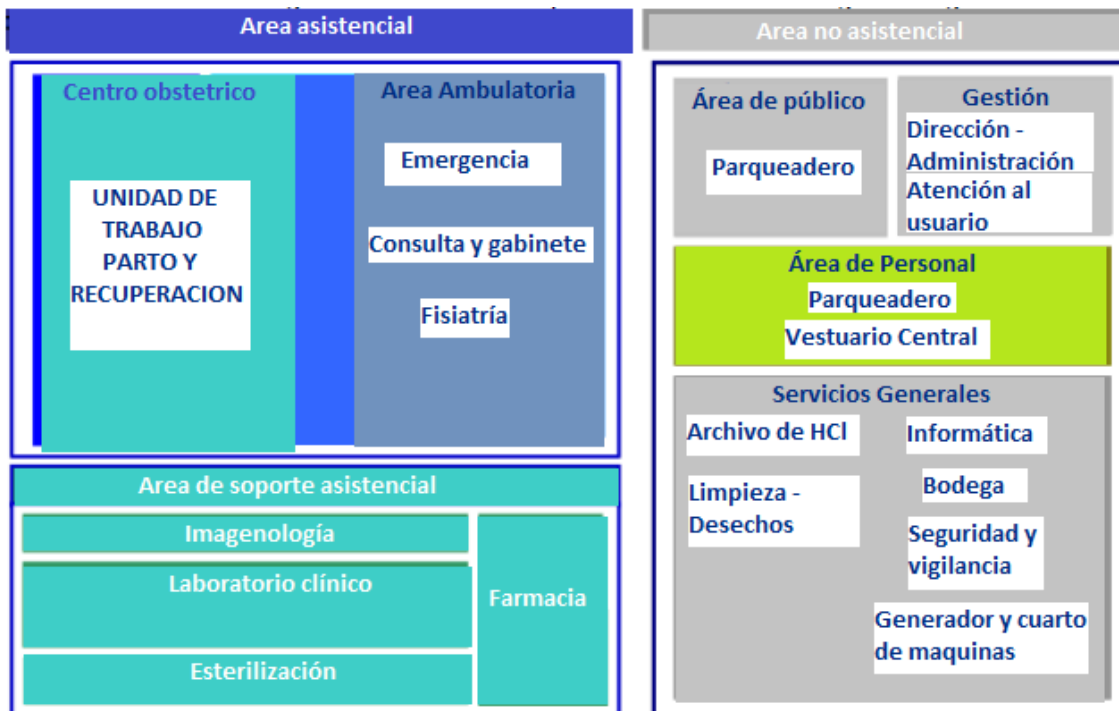 Area asistencial
Centro obstetrico
UNIDAD DE
TRABAJO
PARTO Y
RECUPERACION
Area Ambulatoria
Emergencia
Consulta y gabinete
Fisiatría
Area de soporte asistencial
Imagenología
Laboratorio clínico
Esterilización
Farmacia
Area no asistencial
Área de público
Parqueadero
Gestión
Dirección -
Administración
Atención al
usuario
Área de Personal
Parqueadero
Vestuario Central
Servicios Generales
Archivo de HCl
Limpieza -
Desechos
Informática
Bodega
Seguridad y
vigilancia
Generador y cuarto
de maquinas